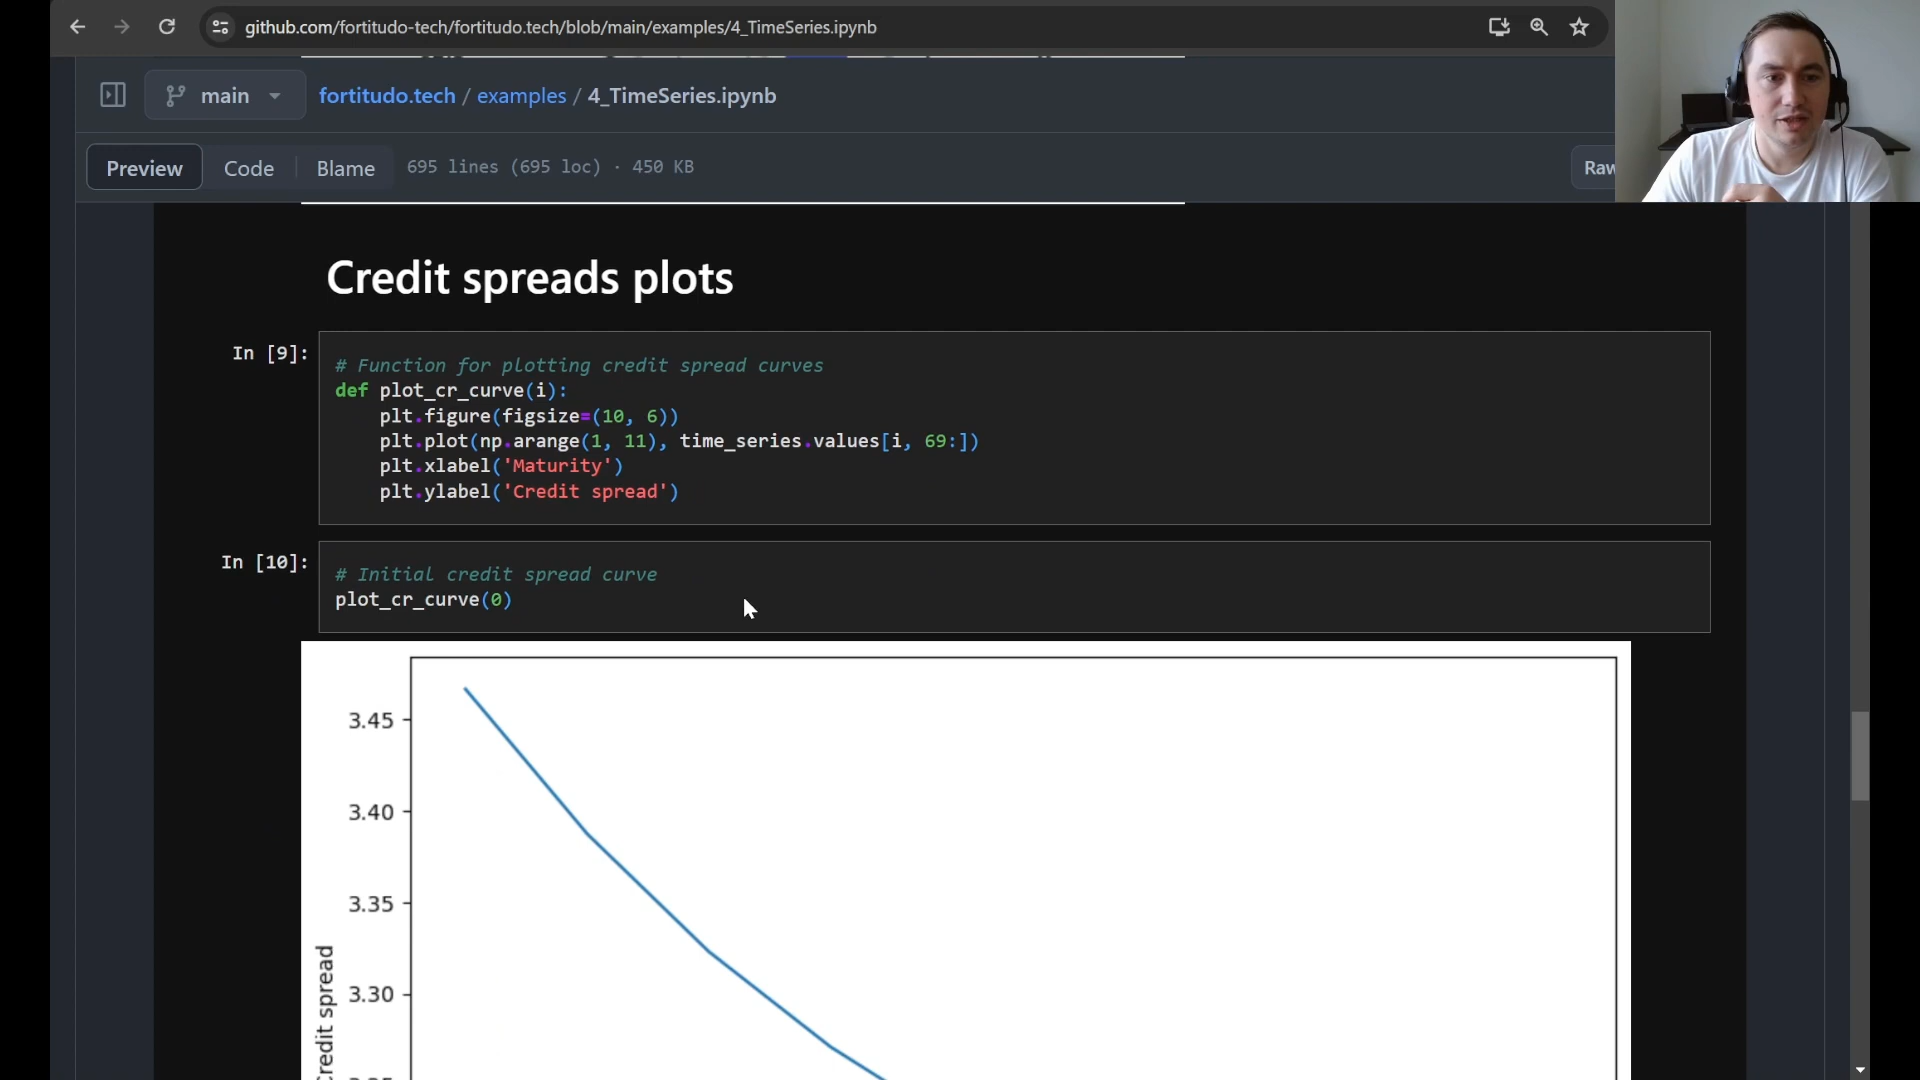 github.com/fortitudo-tech/fortitudo.tech/blob/main/examples/4_TimeSeries.ipynb
main
fortitudo.tech / examples / 4_TimeSeries.ipynb
Preview
Code
Blame
695 lines (695 loc) · 450 KB
Raw
Credit spreads plots
In [9]:
# Function for plotting credit spread curves
def plot_cr_curve(i):
    plt.figure(figsize=(10, 6))
    plt.plot(np.arange(1, 11), time_series.values[i, 69:])
    plt.xlabel('Maturity')
    plt.ylabel('Credit spread')
In [10]:
# Initial credit spread curve
plot_cr_curve(0)
3.45
3.40
3.35
3.30
Credit spread